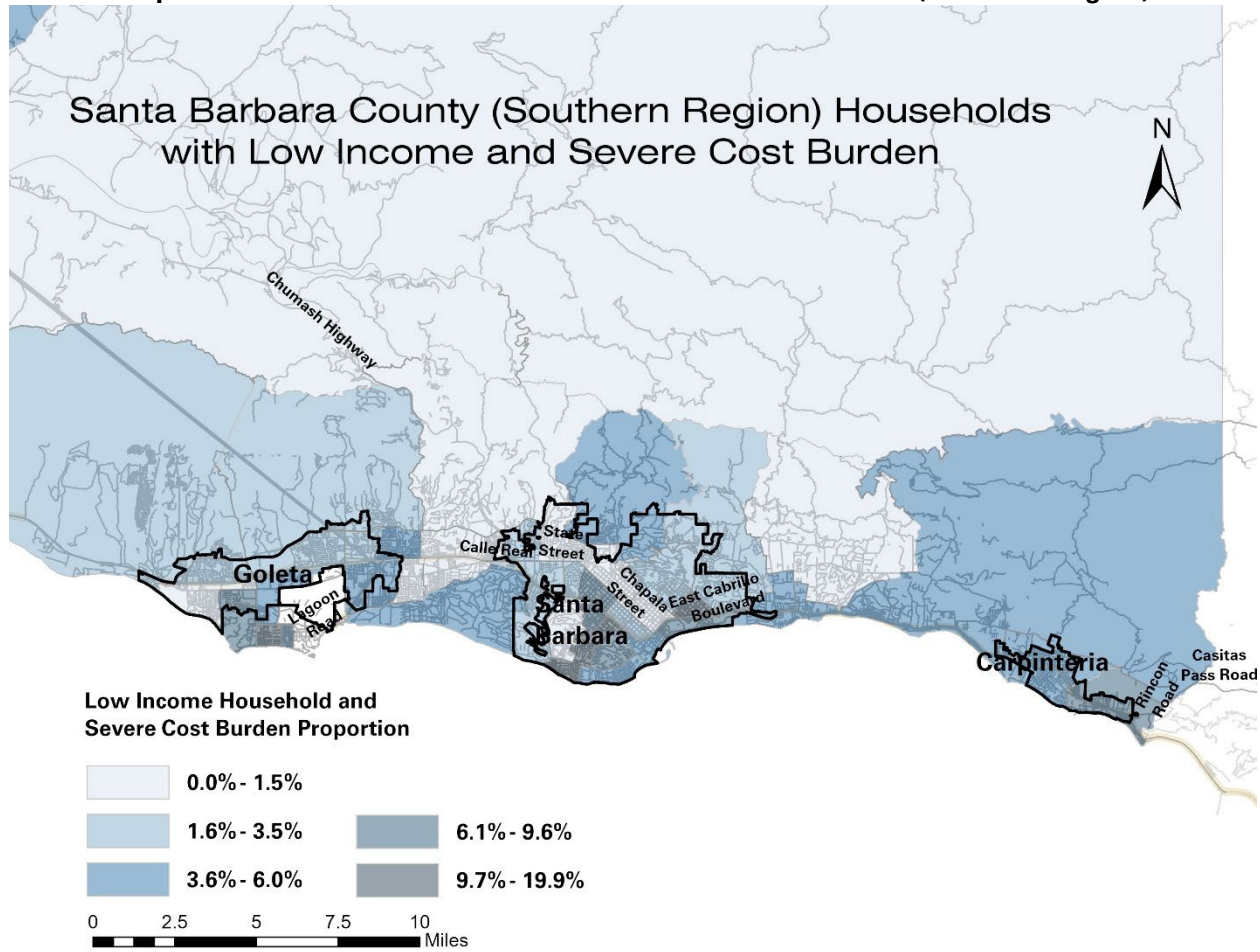 Santa Barbara County (Southern Region) Households
with Low Income and Severe Cost Burden
N
Chumash Highway
State
Calle Real Street
Goleta
Lagoon
Road
Chapala
Street
East Cabrillo
Boulevard
Santa
Barbara
Carpinteria
Rincon
Road
Casitas
Pass Road
Low Income Household and
Severe Cost Burden Proportion
0.0% - 1.5%
1.6% - 3.5%
3.6% - 6.0%
6.1% - 9.6%
9.7% - 19.9%
0 2.5 5 7.5 10
Miles